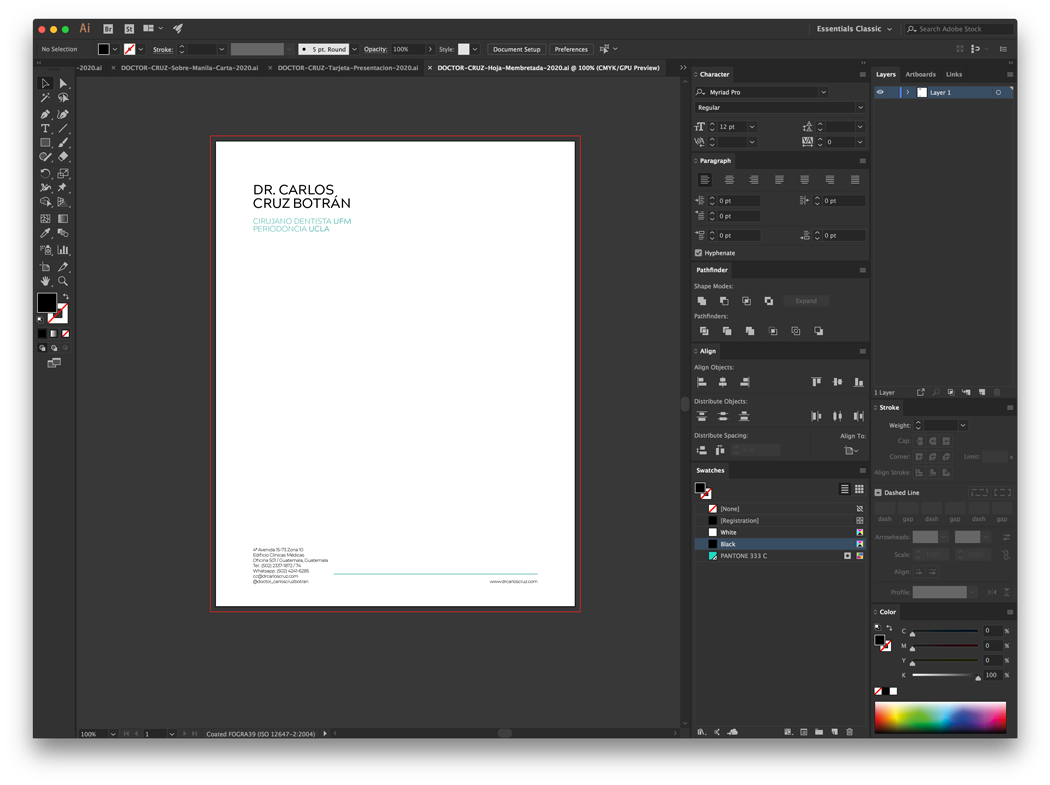 Ai
Br
St
Essentials Classic
Search Adobe Stock
No Selection
Stroke:
5 pt. Round
Opacity:
100%
Style:
Document Setup
Preferences
-2020.ai
DOCTOR-CRUZ-Sobre-Manila-Carta-2020.ai
DOCTOR-CRUZ-Tarjeta-Presentacion-2020.ai
DOCTOR-CRUZ-Hoja-Membretada-2020.ai @ 100% (CMYK/GPU Preview)
DR. CARLOS
CRUZ BOTRÁN
CIRUJANO DENTISTA UFM
PERIODONCIA UCLA
4ª Avenida 15-73 Zona 10
Edificio Clínicas Médicas
Oficina 501 / Guatemala, Guatemala
Tel. (502) 2337-1872 / 74
Whatsapp: (502) 4241-6285
cc@drcarloscruz.com
@doctor_carloscruzbotran
www.drcarloscruz.com
100%
1
Coated FOGRA39 (ISO 12647-2:2004)
Character
Myriad Pro
Regular
12 pt
0
Paragraph
0 pt
0 pt
0 pt
0 pt
0 pt
Hyphenate
Pathfinder
Shape Modes:
Expand
Pathfinders:
Align
Align Objects:
Distribute Objects:
Distribute Spacing:
Align To:
Swatches
[None]
[Registration]
White
Black
PANTONE 333 C
Layers
Artboards
Links
Layer 1
1 Layer
Stroke
Weight:
Cap:
Corner:
Limit:
Align Stroke:
Dashed Line
dash
gap
dash
gap
dash
gap
Arrowheads:
Scale:
Align:
Profile:
Color
C
0
%
M
0
%
Y
0
%
K
100
%